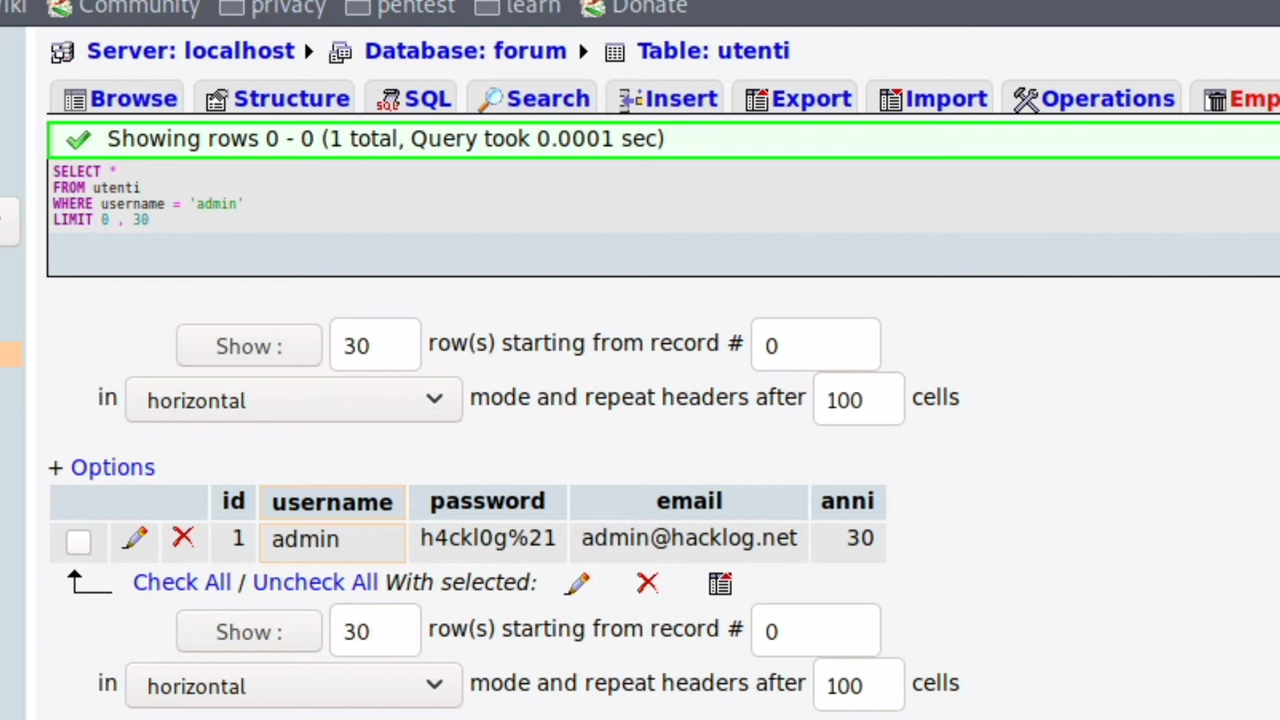 Community privacy pentest learn Donate
Server: localhost Database: forum Table: utenti
Browse Structure SQL Search Insert Export Import Operations
Showing rows 0 - 0 (1 total, Query took 0.0001 sec)
SELECT *
FROM utenti
WHERE username = 'admin'
LIMIT 0 , 30
Show : 30 row(s) starting from record # 0
in horizontal mode and repeat headers after 100 cells
+ Options
id username password email anni
1 admin h4ckl0g%21 admin@hacklog.net 30
Check All / Uncheck All With selected:
Show : 30 row(s) starting from record # 0
in horizontal mode and repeat headers after 100 cells